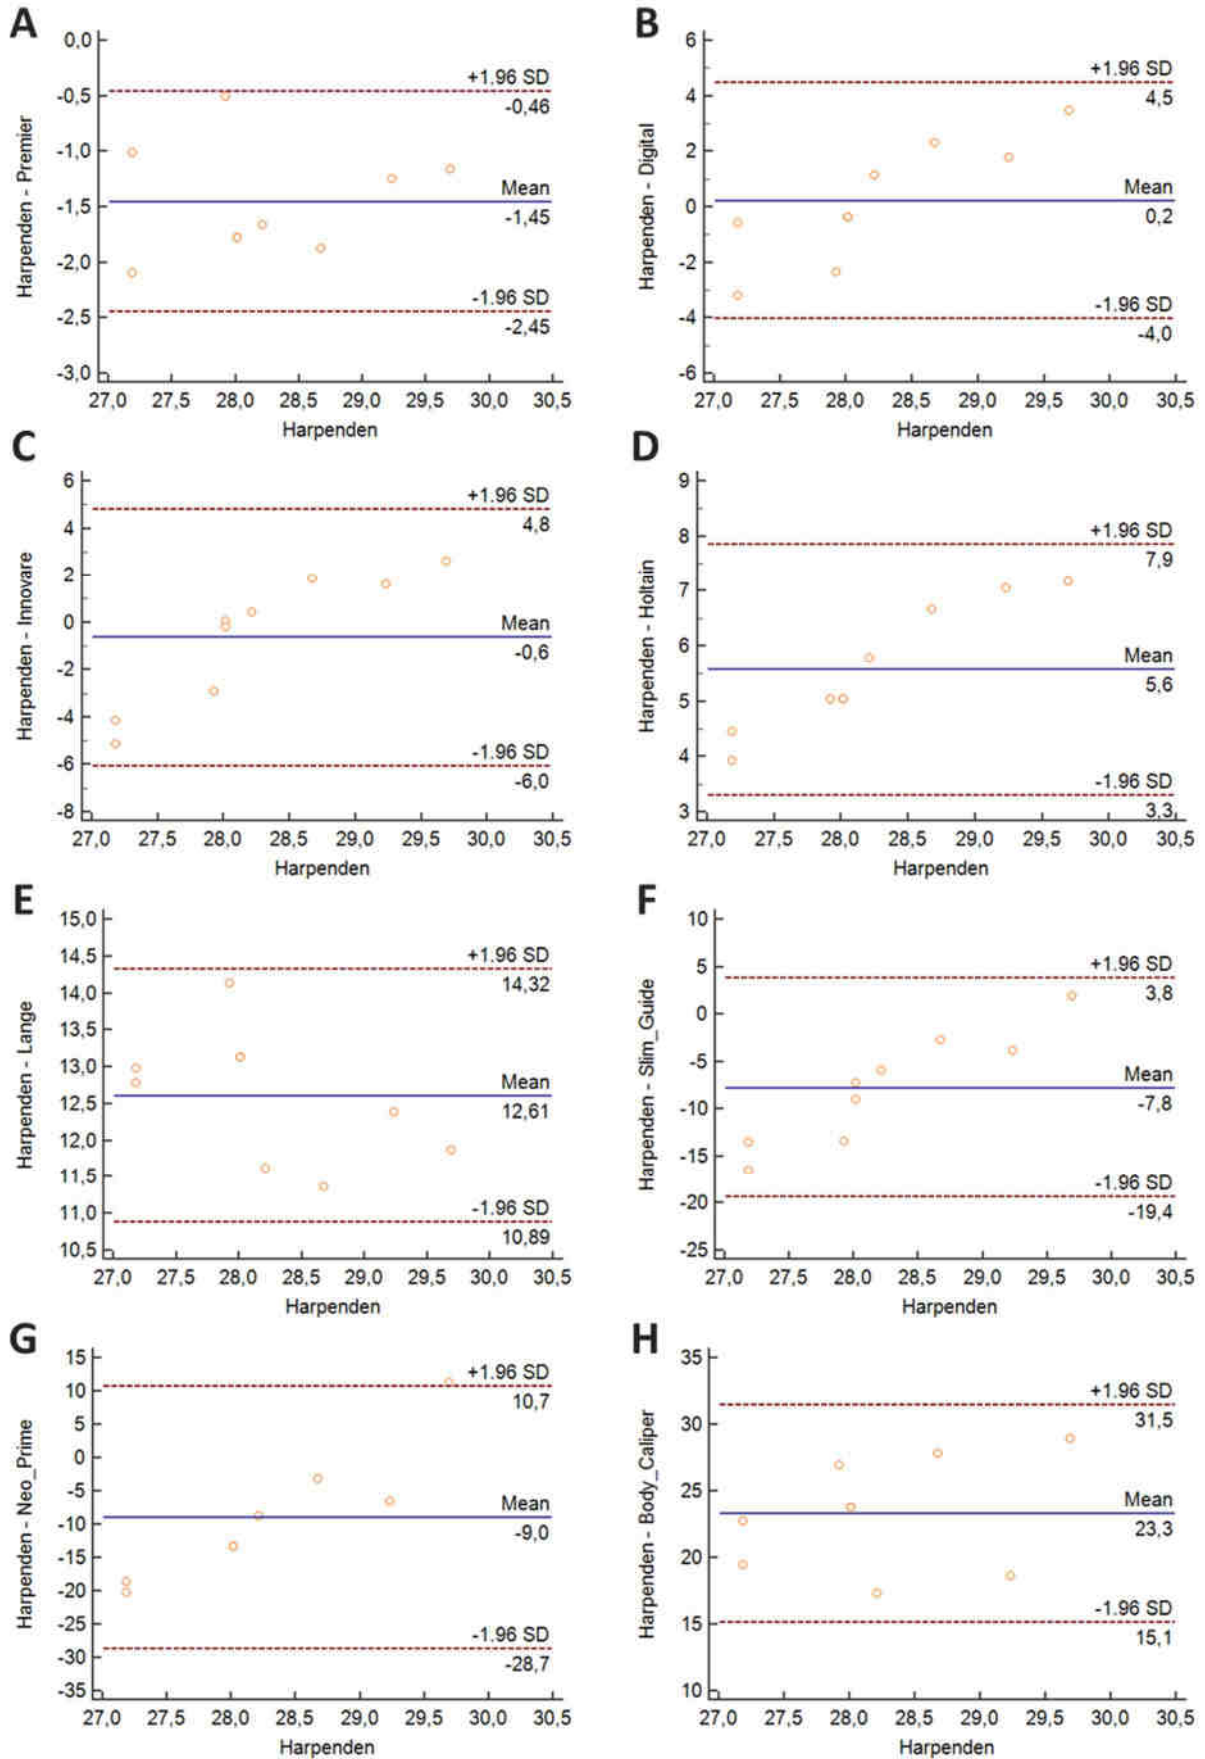 A
Harpenden - Premier
0,0
-0,5
-1,0
-1,5
-2,0
-2,5
-3,0
+1.96 SD
-0,46
Mean
-1,45
-1.96 SD
-2,45
27,0 27,5 28,0 28,5 29,0 29,5 30,0 30,5
Harpenden
B
Harpenden - Digital
6
4
2
0
-2
-4
-6
+1.96 SD
4,5
Mean
0,2
-1.96 SD
-4,0
27,0 27,5 28,0 28,5 29,0 29,5 30,0 30,5
Harpenden
C
Harpenden - Innovare
6
4
2
0
-2
-4
-6
-8
+1.96 SD
4,8
Mean
-0,6
-1.96 SD
-6,0
27,0 27,5 28,0 28,5 29,0 29,5 30,0 30,5
Harpenden
D
Harpenden - Holtain
9
8
7
6
5
4
3
+1.96 SD
7,9
Mean
5,6
-1.96 SD
3,3
27,0 27,5 28,0 28,5 29,0 29,5 30,0 30,5
Harpenden
E
Harpenden - Lange
15,0
14,5
14,0
13,5
13,0
12,5
12,0
11,5
11,0
10,5
+1.96 SD
14,32
Mean
12,61
-1.96 SD
10,89
27,0 27,5 28,0 28,5 29,0 29,5 30,0 30,5
Harpenden
F
Harpenden - Slim_Guide
10
5
0
-5
-10
-15
-20
-25
+1.96 SD
3,8
Mean
-7,8
-1.96 SD
-19,4
27,0 27,5 28,0 28,5 29,0 29,5 30,0 30,5
Harpenden
G
Harpenden - Neo_Prime
15
10
5
0
-5
-10
-15
-20
-25
-30
-35
+1.96 SD
10,7
Mean
-9,0
-1.96 SD
-28,7
27,0 27,5 28,0 28,5 29,0 29,5 30,0 30,5
Harpenden
H
Harpenden - Body_Caliper
35
30
25
20
15
10
+1.96 SD
31,5
Mean
23,3
-1.96 SD
15,1
27,0 27,5 28,0 28,5 29,0 29,5 30,0 30,5
Harpenden